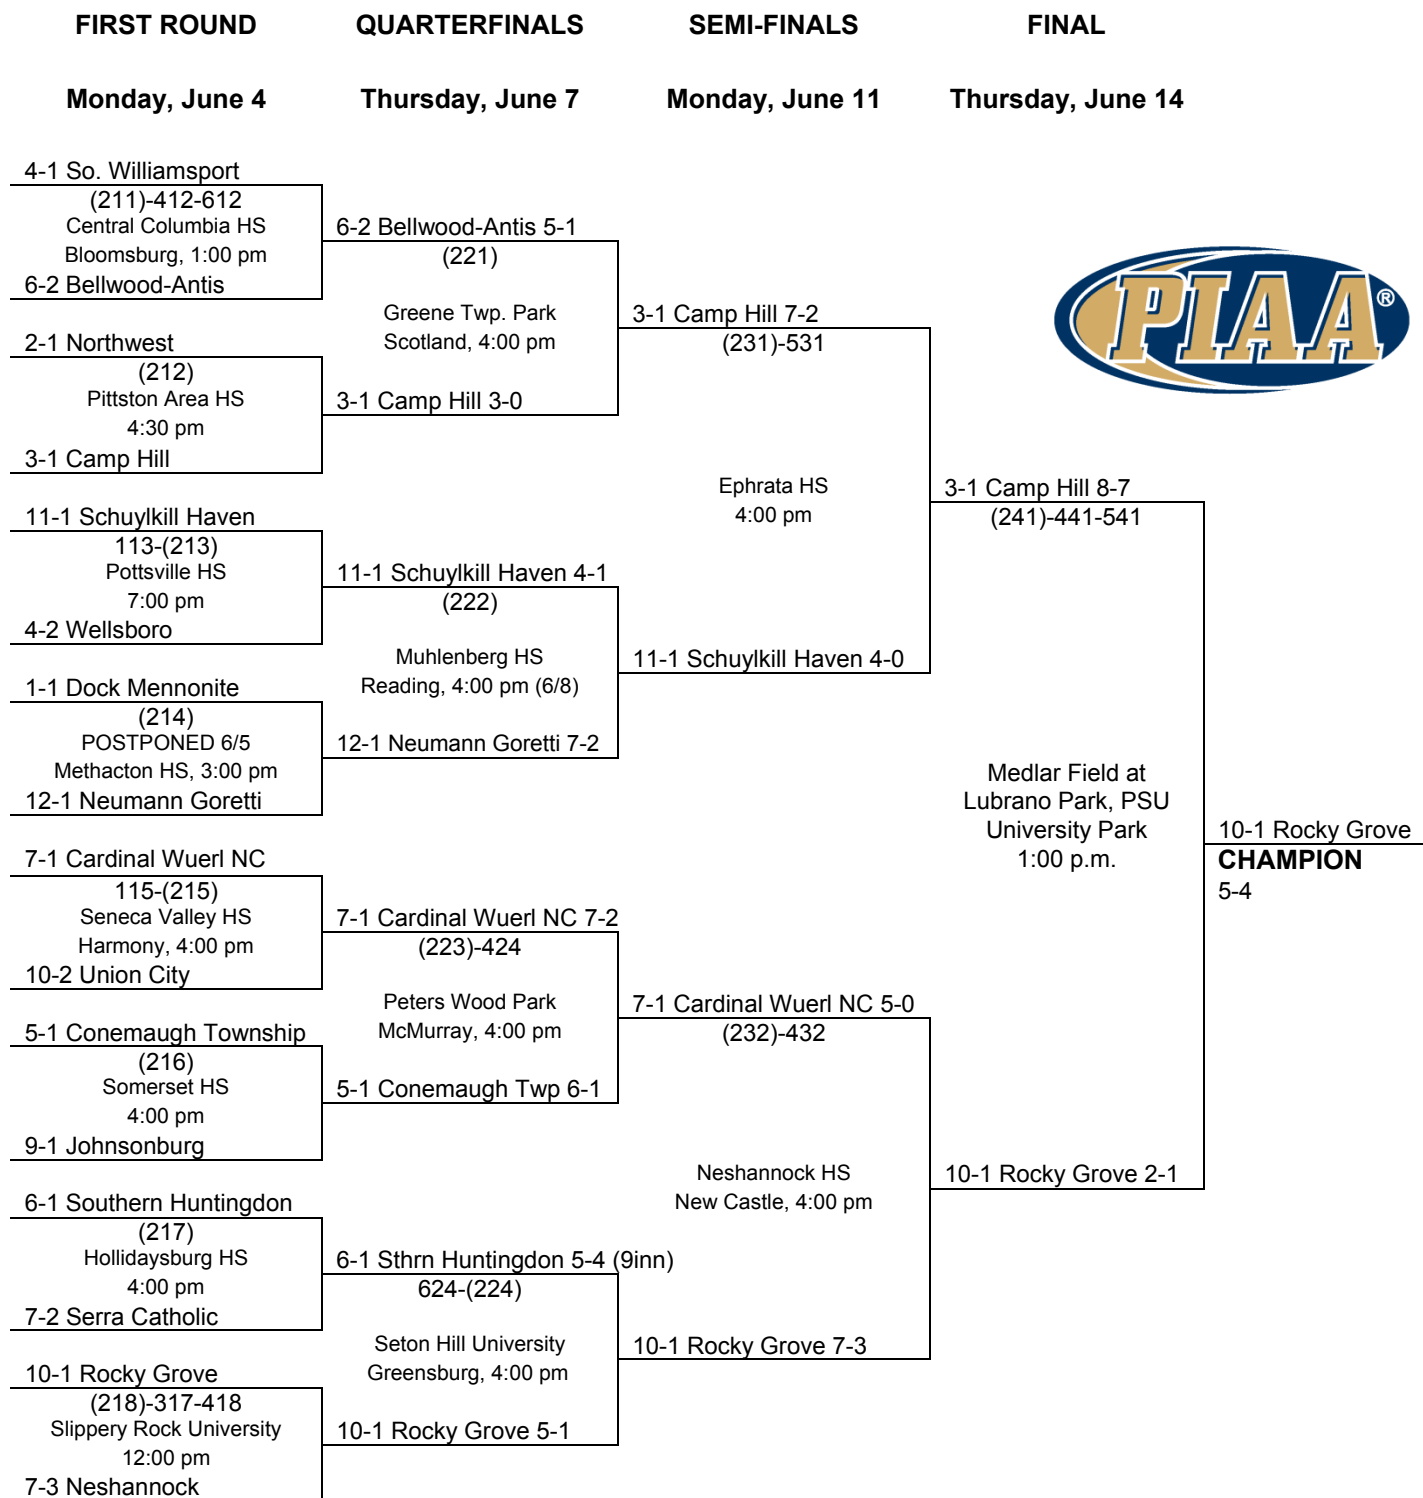 FIRST ROUND
Monday, June 4
4-1 So. Williamsport
(211)-412-612
Central Columbia HS
Bloomsburg, 1:00 pm
6-2 Bellwood-Antis
2-1 Northwest
(212)
Pittston Area HS
4:30 pm
3-1 Camp Hill
11-1 Schuylkill Haven
113-(213)
Pottsville HS
7:00 pm
4-2 Wellsboro
1-1 Dock Mennonite
(214)
POSTPONED 6/5
Methacton HS, 3:00 pm
12-1 Neumann Goretti
7-1 Cardinal Wuerl NC
115-(215)
Seneca Valley HS
Harmony, 4:00 pm
10-2 Union City
5-1 Conemaugh Township
(216)
Somerset HS
4:00 pm
9-1 Johnsonburg
6-1 Southern Huntingdon
(217)
Hollidaysburg HS
4:00 pm
7-2 Serra Catholic
10-1 Rocky Grove
(218)-317-418
Slippery Rock University
12:00 pm
7-3 Neshannock
QUARTERFINALS
Thursday, June 7
6-2 Bellwood-Antis 5-1
(221)
Greene Twp. Park
Scotland, 4:00 pm
3-1 Camp Hill 3-0
11-1 Schuylkill Haven 4-1
(222)
Muhlenberg HS
Reading, 4:00 pm (6/8)
12-1 Neumann Goretti 7-2
7-1 Cardinal Wuerl NC 7-2
(223)-424
Peters Wood Park
McMurray, 4:00 pm
5-1 Conemaugh Twp 6-1
6-1 Sthrn Huntingdon 5-4 (9inn)
624-(224)
Seton Hill University
Greensburg, 4:00 pm
10-1 Rocky Grove 5-1
SEMI-FINALS
Monday, June 11
3-1 Camp Hill 7-2
(231)-531
Ephrata HS
4:00 pm
11-1 Schuylkill Haven 4-0
7-1 Cardinal Wuerl NC 5-0
(232)-432
Neshannock HS
New Castle, 4:00 pm
10-1 Rocky Grove 7-3
FINAL
Thursday, June 14
PIAA®
3-1 Camp Hill 8-7
(241)-441-541
Medlar Field at
Lubrano Park, PSU
University Park
1:00 p.m.
10-1 Rocky Grove 2-1
10-1 Rocky Grove
CHAMPION
5-4